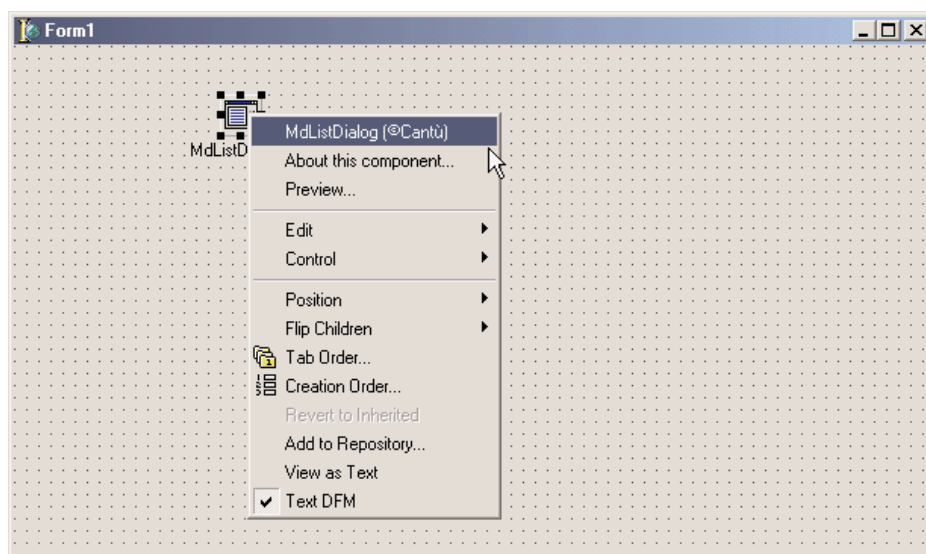 Form1
MdListD
MdListDialog (©Cantù)
About this component...
Preview...
Edit
Control
Position
Flip Children
Tab Order...
Creation Order...
Revert to Inherited
Add to Repository...
View as Text
Text DFM